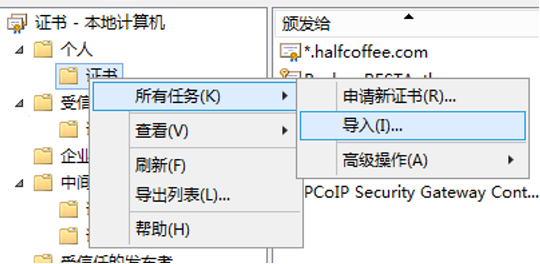 证书 - 本地计算机
个人
证书
受信
企业
中间
受信任的发布者
所有任务(K)
查看(V)
刷新(F)
导出列表(L)...
帮助(H)
申请新证书(R)...
导入(I)...
高级操作(A)
颁发给
*.halfcoffee.com
PCoIP Security Gateway Cont...